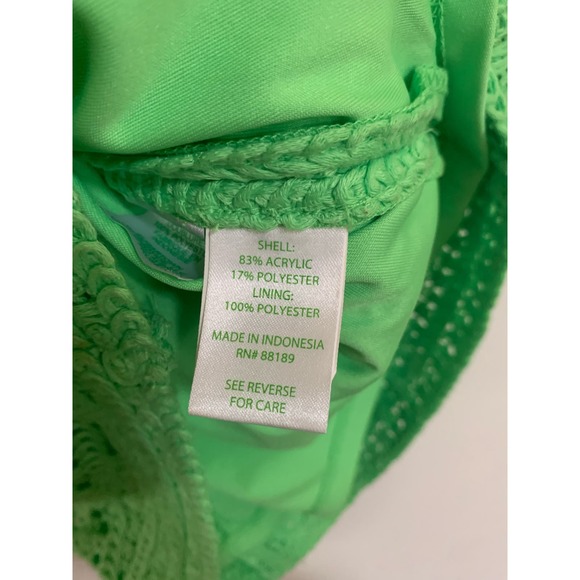 SHELL:
83% ACRYLIC
17% POLYESTER
LINING:
100% POLYESTER
MADE IN INDONESIA
RN# 88189
SEE REVERSE
FOR CARE